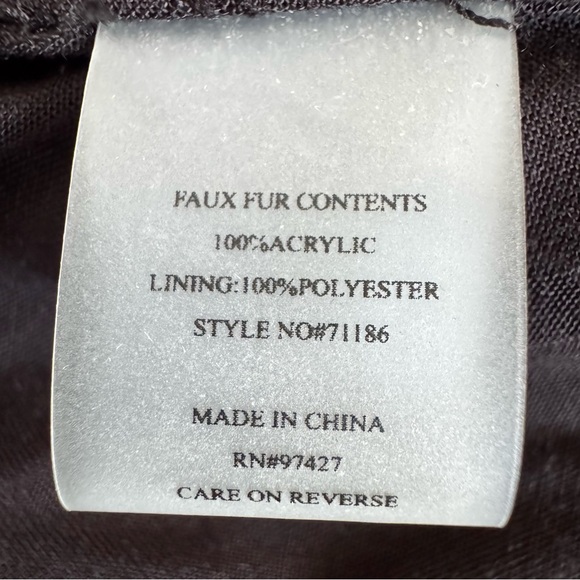 FAUX FUR CONTENTS
100%ACRYLIC
LINING:100%POLYESTER
STYLE NO#71186
MADE IN CHINA
RN#97427
CARE ON REVERSE